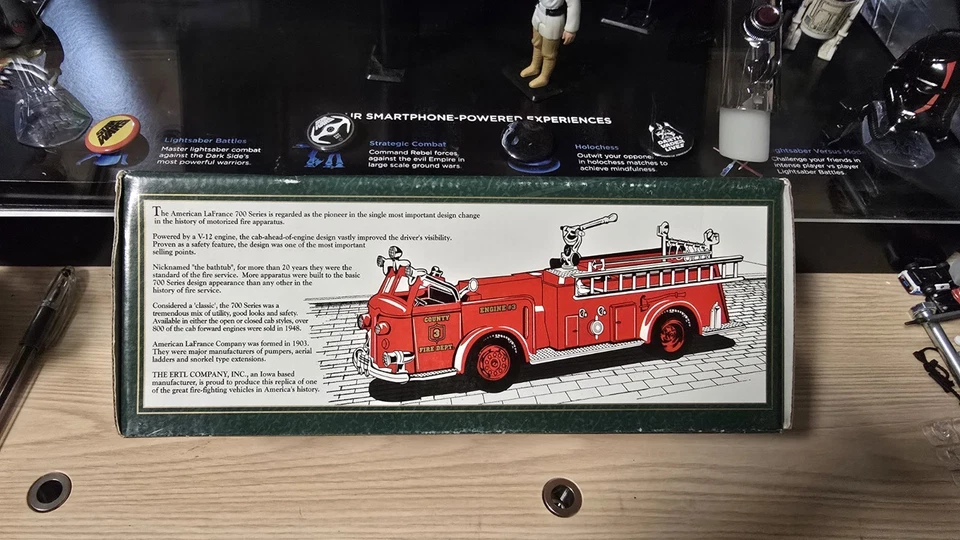 R SMARTPHONE-POWERED EXPERIENCES
Lightsaber Battles
Master lightsaber combat
against the Dark Side's
most powerful warriors.
Strategic Combat
Command Rebel forces
against the evil Empire in
large scale ground wars.
Holochess
Outwit your oppone
in holochess matches to
achieve mindfulness.
ghtsaber Versus Mod
Challenge your friends in
intense player vs player
Lightsaber Battles.
The American LaFrance 700 Series is regarded as the pioneer in the single most important design change
in the history of motorized fire apparatus.
Powered by a V-12 engine, the cab-ahead-of-engine design vastly improved the driver's visibility.
Proven as a safety feature, the design was one of the most important
selling points.
Nicknamed "the bathtub", for more than 20 years they were the
standard of the fire service. More apparatus were built to the basic
700 Series design appearance than any other in the
history of fire service.
Considered a 'classic', the 700 Series was a
tremendous mix of utility, good looks and safety.
Available in either the open or closed cab styles, over
800 of the cab forward engines were sold in 1948.
American LaFrance Company was formed in 1903.
They were major manufacturers of pumpers, aerial
ladders and snorkel type extensions.
THE ERTL COMPANY, INC., an Iowa based
manufacturer, is proud to produce this replica of one
of the great fire-fighting vehicles in America's history.
ENGINE #3
COUNTY
3
FIRE DEPT